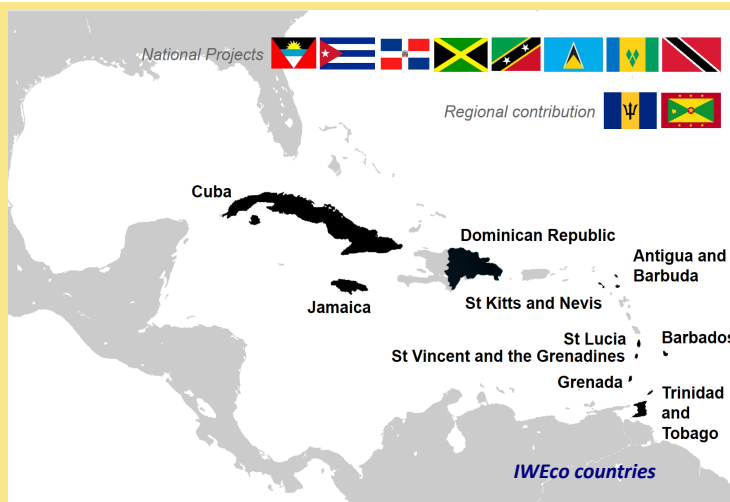 National Projects
Regional contribution
Cuba
Dominican Republic
Antigua and
Barbuda
Jamaica
St Kitts and Nevis
St Lucia
Barbados
St Vincent and the Grenadines
Grenada
Trinidad
and
Tobago
IWEco countries